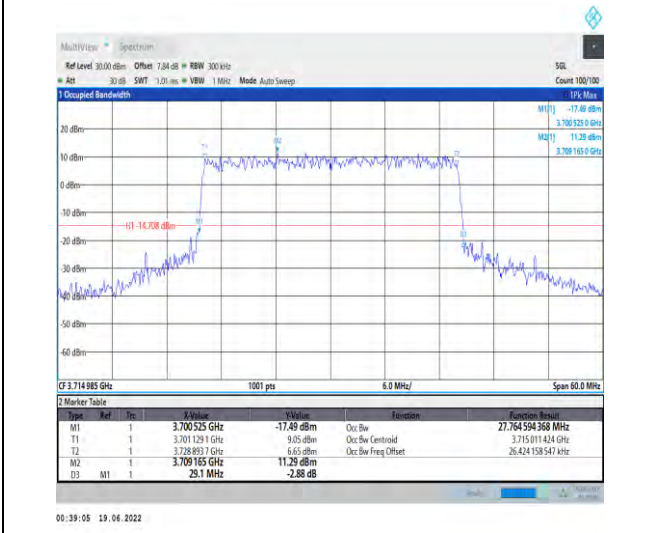 MultiView Spectrum
Ref Level 30.00 dBm Offset 7.84 dB RBW 300 kHz SGL
Att 30 dB SWT 1.01 ms VBW 1 MHz Mode Auto Sweep Count 100/100
1 Occupied Bandwidth 1Pk Max
M1[1] -17.49 dBm
3.700 525 0 GHz
M2[1] 11.29 dBm
3.709 165 0 GHz
20 dBm
10 dBm
0 dBm
-10 dBm
H1 -14.708 dBm
-20 dBm
-30 dBm
-40 dBm
-50 dBm
-60 dBm
CF 3.714 985 GHz 1001 pts 6.0 MHz/ Span 60.0 MHz
2 Marker Table
Type Ref Trc X-Value Y-Value Function Function Result
M1 1 3.700 525 GHz -17.49 dBm Occ Bw 27.764 594 368 MHz
T1 1 3.701 129 1 GHz 9.05 dBm Occ Bw Centroid 3.715 011 424 GHz
T2 1 3.728 893 7 GHz 6.65 dBm Occ Bw Freq Offset 26.424 158 547 kHz
M2 1 3.709 165 GHz 11.29 dBm
D3 M1 1 29.1 MHz -2.88 dB
00:39:05 19.06.2022